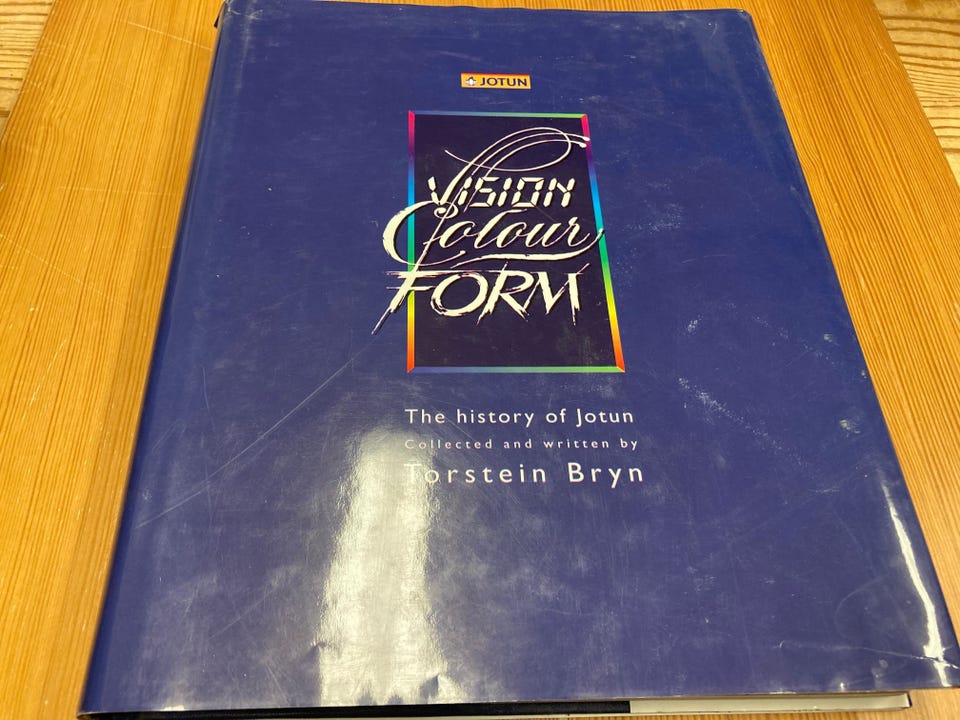 JOTUN
VISION
Colour
FORM
The history of Jotun
Collected and written by
Torstein Bryn